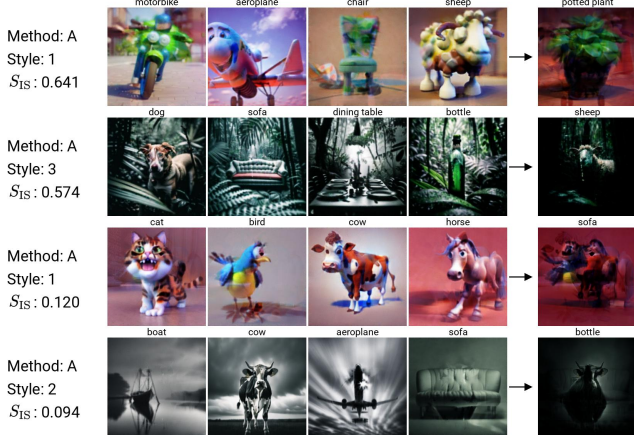 motorbike aeroplane chair sheep potted plant
Method: A
Style: 1
S_IS : 0.641
dog sofa dining table bottle sheep
Method: A
Style: 3
S_IS : 0.574
cat bird cow horse sofa
Method: A
Style: 1
S_IS : 0.120
boat cow aeroplane sofa bottle
Method: A
Style: 2
S_IS : 0.094